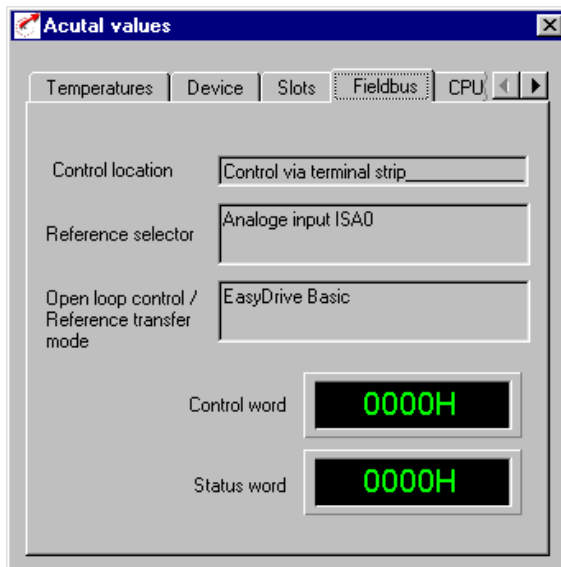 Acutal values
Temperatures Device Slots Fieldbus CPU
Control location Control via terminal strip__________
Reference selector Analoge input ISA0
Open loop control / EasyDrive Basic
Reference transfer
mode
Control word 0000H
Status word 0000H